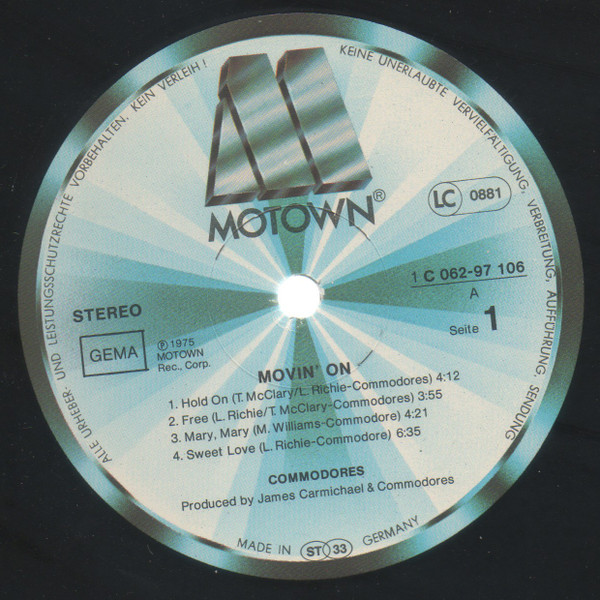 ALLE URHEBER- UND LEISTUNGSSCHUTZRECHTE VORBEHALTEN, KEIN VERLEIH! KEINE UNERLAUBTE VERVIELFÄLTIGUNG, VERBREITUNG, AUFFÜHRUNG, SENDUNG
MOTOWN®
LC 0881
1 C 062-97 106
A
Seite 1
STEREO
GEMA
℗ 1975
MOTOWN
Rec., Corp.
MOVIN' ON
1. Hold On (T. McClary/L. Richie-Commodores) 4:12
2. Free (L. Richie/T. McClary-Commodores) 3:55
3. Mary, Mary (M. Williams-Commodore) 4:21
4. Sweet Love (L. Richie-Commodore) 6:35
COMMODORES
Produced by James Carmichael & Commodores
MADE IN ST 33 GERMANY